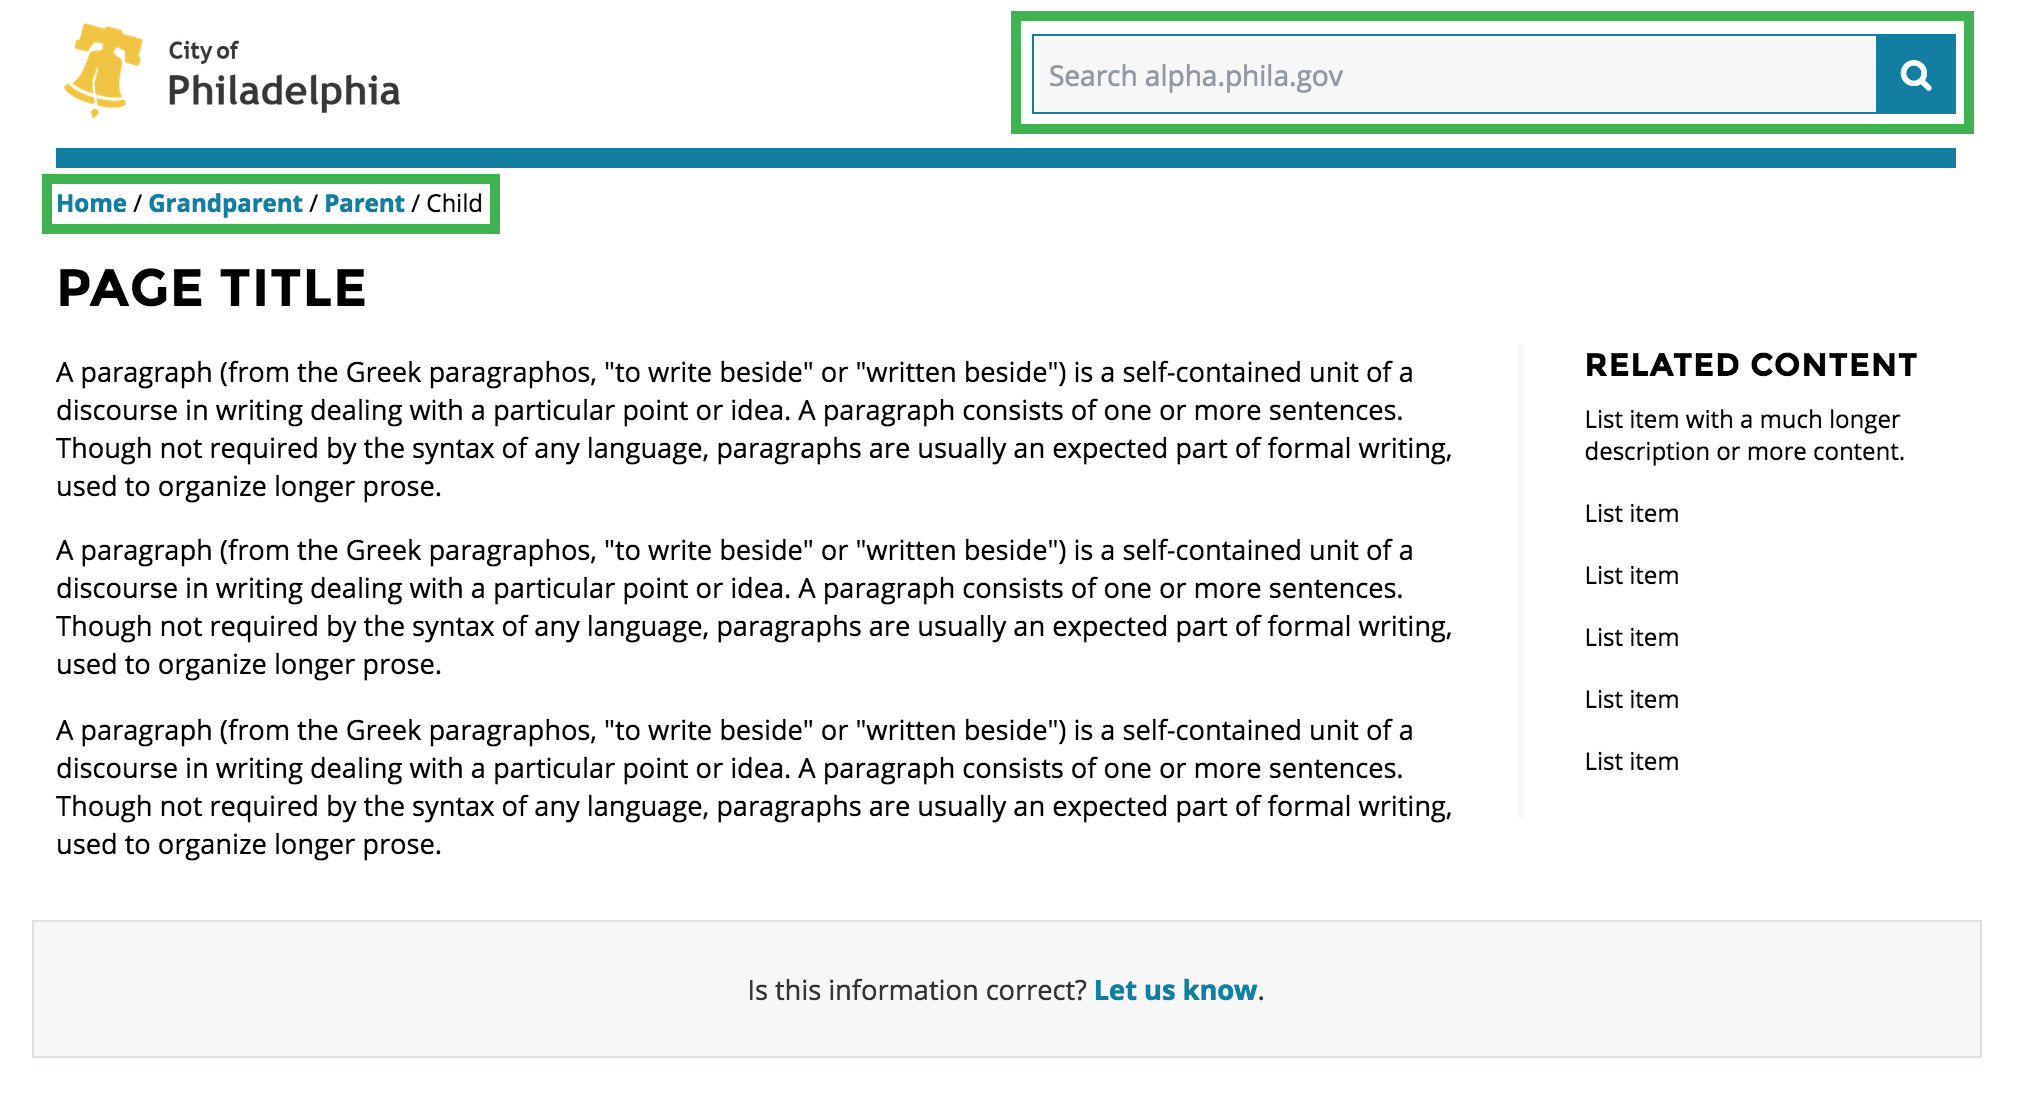 City of
Philadelphia
Search alpha.phila.gov
Home / Grandparent / Parent / Child
PAGE TITLE
A paragraph (from the Greek paragraphos, "to write beside" or "written beside") is a self-contained unit of a
discourse in writing dealing with a particular point or idea. A paragraph consists of one or more sentences.
Though not required by the syntax of any language, paragraphs are usually an expected part of formal writing,
used to organize longer prose.
A paragraph (from the Greek paragraphos, "to write beside" or "written beside") is a self-contained unit of a
discourse in writing dealing with a particular point or idea. A paragraph consists of one or more sentences.
Though not required by the syntax of any language, paragraphs are usually an expected part of formal writing,
used to organize longer prose.
A paragraph (from the Greek paragraphos, "to write beside" or "written beside") is a self-contained unit of a
discourse in writing dealing with a particular point or idea. A paragraph consists of one or more sentences.
Though not required by the syntax of any language, paragraphs are usually an expected part of formal writing,
used to organize longer prose.
RELATED CONTENT
List item with a much longer
description or more content.
List item
List item
List item
List item
List item
Is this information correct? Let us know.